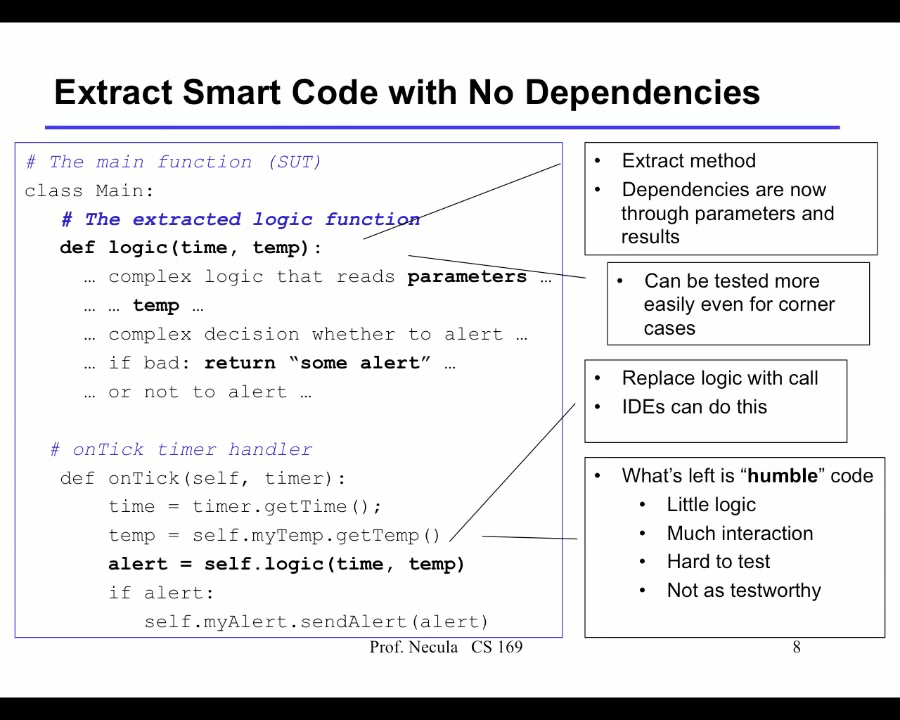 Extract Smart Code with No Dependencies
# The main function (SUT)
class Main:
# The extracted logic function
def logic(time, temp):
… complex logic that reads parameters …
… … temp …
… complex decision whether to alert …
… if bad: return “some alert” …
… or not to alert …
# onTick timer handler
def onTick(self, timer):
time = timer.getTime();
temp = self.myTemp.getTemp()
alert = self.logic(time, temp)
if alert:
self.myAlert.sendAlert(alert)
• Extract method
• Dependencies are now
through parameters and
results
• Can be tested more
easily even for corner
cases
• Replace logic with call
• IDEs can do this
• What’s left is “humble” code
• Little logic
• Much interaction
• Hard to test
• Not as testworthy
Prof. Necula CS 169
8